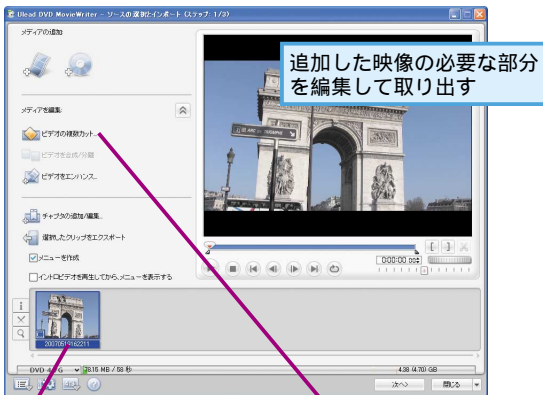 Ulead DVD MovieWriter - ソースの選択とインポート (ステップ: 1/3)
メディアの追加
追加した映像の必要な部分
を編集して取り出す
メディアを編集:
ビデオの複数カット...
ビデオを合成/分離
ビデオをエンハンス...
チャプタの追加/編集...
選択したクリップをエクスポート
メニューを作成
イントロビデオを再生してから、メニューを表示する
0:00:00
20070519162211
58 秒
4.38 (4.70) GB
次へ>
閉じる